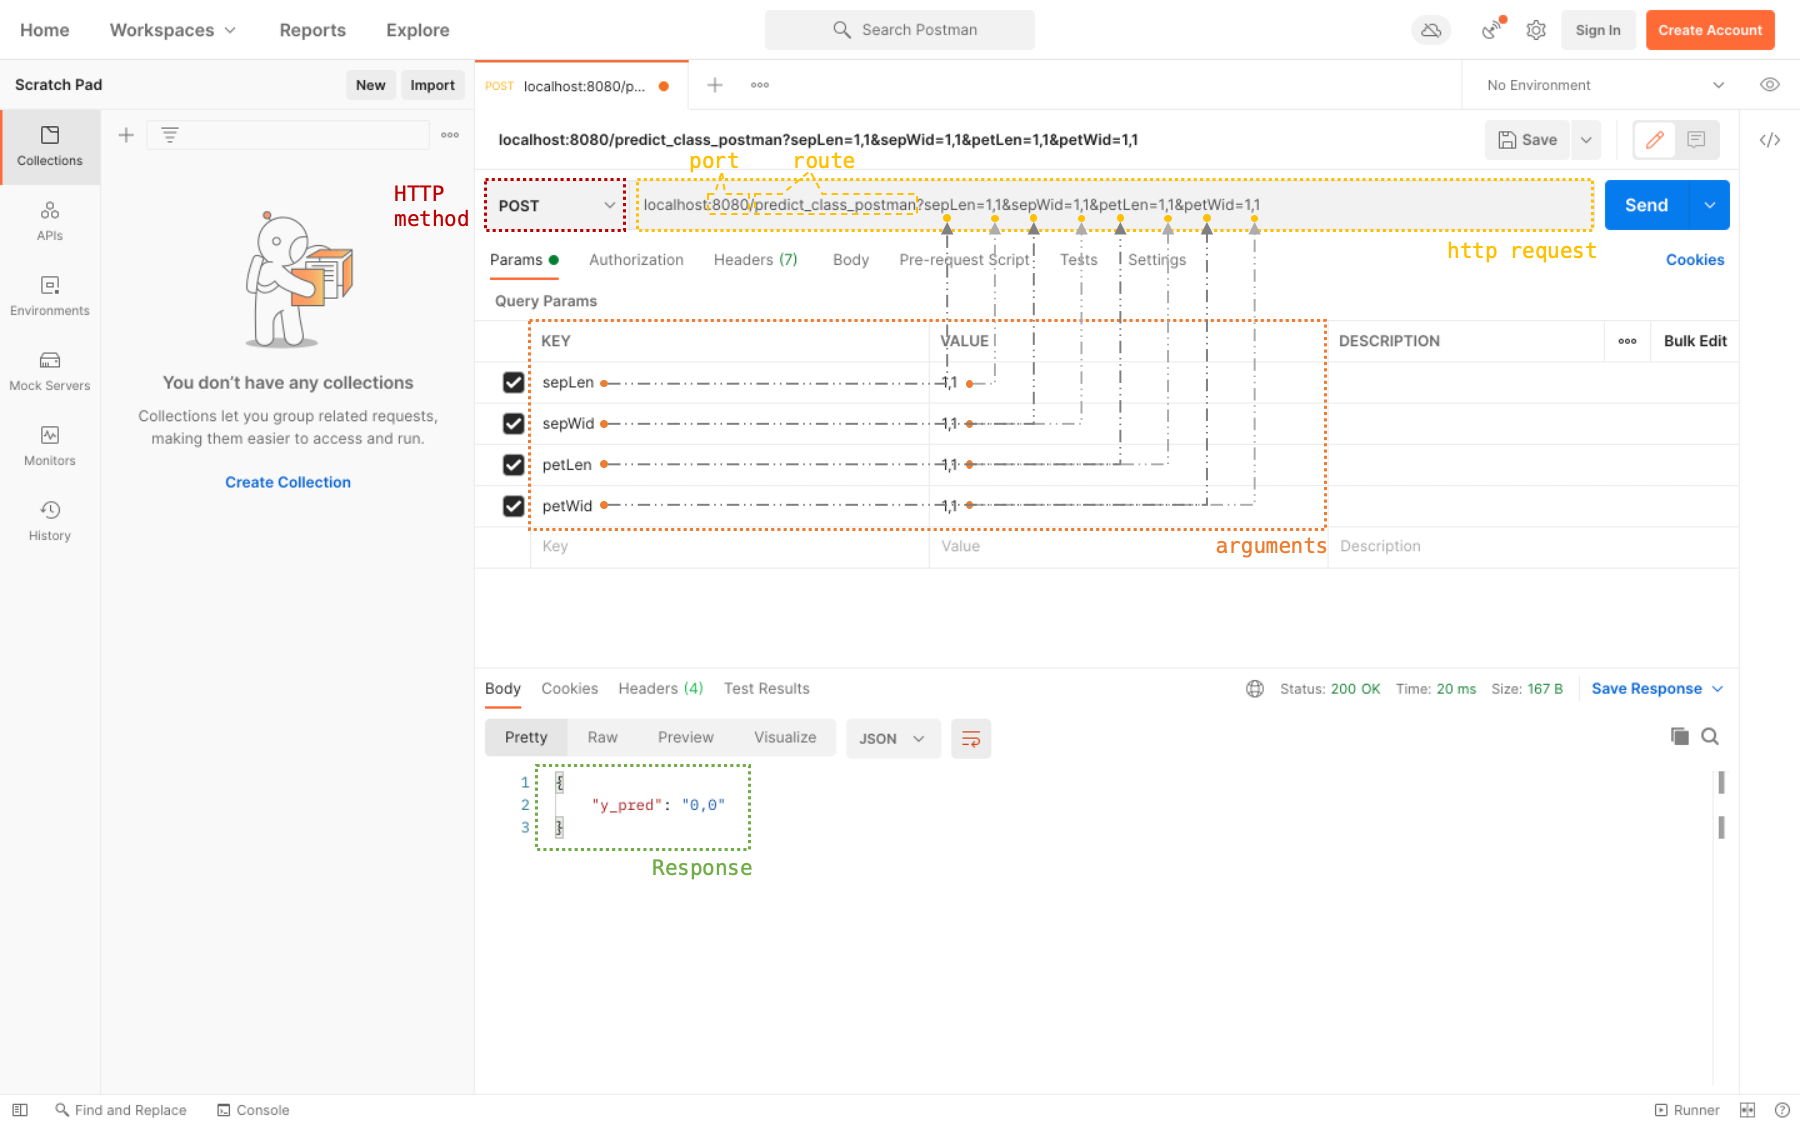 Home Workspaces Reports Explore
Search Postman
Sign In Create Account
Scratch Pad New Import
POST localhost:8080/p...
No Environment
Collections
APIs
Environments
Mock Servers
Monitors
History
You don’t have any collections
Collections let you group related requests,
making them easier to access and run.
Create Collection
localhost:8080/predict_class_postman?sepLen=1,1&sepWid=1,1&petLen=1,1&petWid=1,1
Save
port route
HTTP
method
POST
localhost:8080/predict_class_postman?sepLen=1,1&sepWid=1,1&petLen=1,1&petWid=1,1
Send
http request
Params Authorization Headers (7) Body Pre-request Script Tests Settings Cookies
Query Params
KEY VALUE DESCRIPTION Bulk Edit
sepLen 1,1
sepWid 1,1
petLen 1,1
petWid 1,1
Key Value Description
arguments
Body Cookies Headers (4) Test Results Status: 200 OK Time: 20 ms Size: 167 B Save Response
Pretty Raw Preview Visualize JSON
1 {
2 "y_pred": "0,0"
3 }
Response
Find and Replace Console Runner